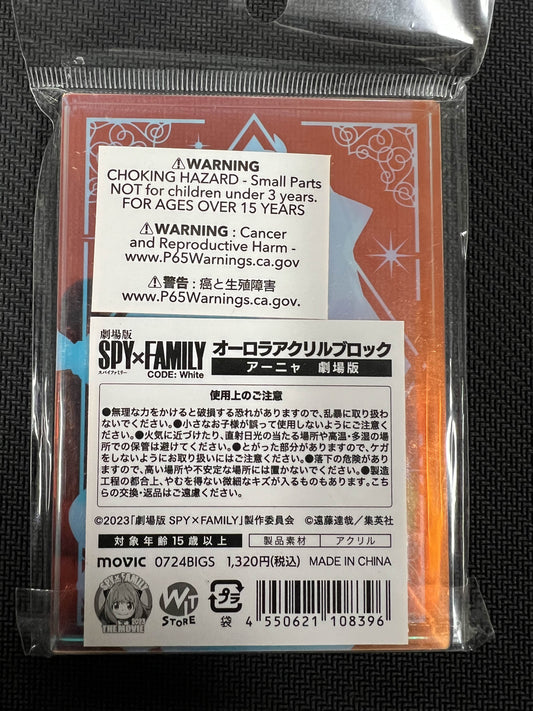 ⚠WARNING
CHOKING HAZARD - Small Parts
NOT for children under 3 years.
FOR AGES OVER 15 YEARS
⚠WARNING : Cancer
and Reproductive Harm -
www.P65Warnings.ca.gov
⚠警告 : 癌と生殖障害
www.P65Warnings.ca.gov.
劇場版
SPY×FAMILY
スパイファミリー
CODE: White
オーロラアクリルブロック
アーニャ 劇場版
使用上のご注意
●無理な力をかけると破損する恐れがありますので、乱暴に取り扱わ
ないでください。●小さなお子様が誤って使用しないようにご注意く
ださい。●火気に近づけたり、直射日光の当たる場所や高温・多湿の場
所での保管は避けてください。●とがった部分がありますので、ケガ
をしないようにお取り扱いにはご注意ください。●落下の危険があり
ますので、高い場所や不安定な場所には置かないでください。●製造
工程の都合上、やむを得ない微細なキズが入るものもあります。こち
らの交換・返品はご遠慮ください。
©2023「劇場版 SPY×FAMILY」製作委員会 ©遠藤達哉／集英社
対象年齢15歳以上 製品素材 アクリル
movic 0724BIGS 1,320円(税込) MADE IN CHINA
SPY×FAMILY
2023
THE MOVIE
WIT
STORE
プラ
袋
4 550621 108396